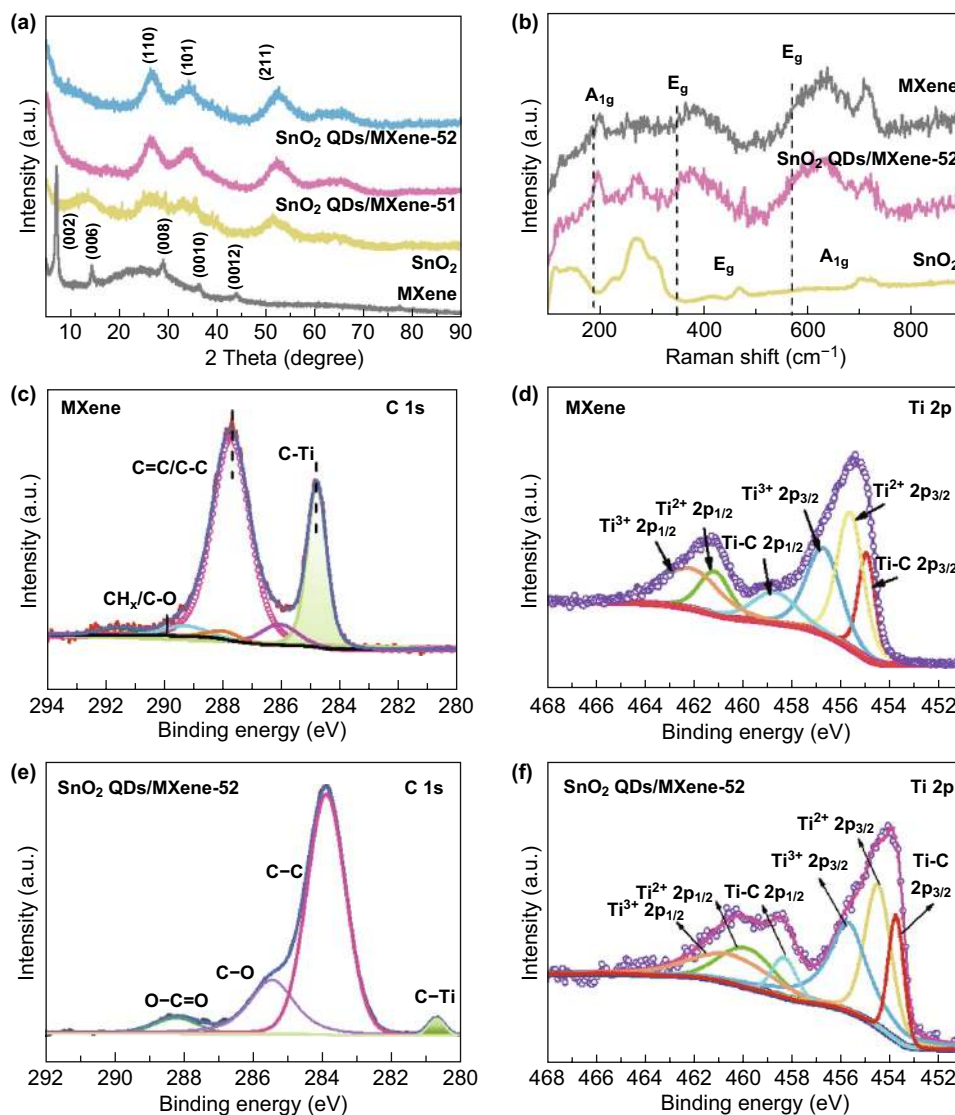 (a)
(110)
(101)
(211)
SnO₂ QDs/MXene-52
SnO₂ QDs/MXene-51
(002)
(006)
(008)
(0010)
(0012)
SnO₂
MXene
Intensity (a.u.)
10 20 30 40 50 60 70 80 90
2 Theta (degree)
(b)
A₁g
E_g
E_g
MXene
SnO₂ QDs/MXene-52
E_g
A₁g
SnO₂
Intensity (a.u.)
200 400 600 800
Raman shift (cm⁻¹)
(c)
MXene
C 1s
C=C/C-C
C-Ti
CHₓ/C-O
Intensity (a.u.)
294 292 290 288 286 284 282 280
Binding energy (eV)
(d)
MXene
Ti 2p
Ti³⁺ 2p₁/₂
Ti²⁺ 2p₁/₂
Ti-C 2p₁/₂
Ti³⁺ 2p₃/₂
Ti²⁺ 2p₃/₂
Ti-C 2p₃/₂
Intensity (a.u.)
468 466 464 462 460 458 456 454 452
Binding energy (eV)
(e)
SnO₂ QDs/MXene-52
C 1s
C−C
C−O
O−C=O
C−Ti
Intensity (a.u.)
292 290 288 286 284 282 280
Binding energy (eV)
(f)
SnO₂ QDs/MXene-52
Ti 2p
Ti²⁺ 2p₃/₂
Ti³⁺ 2p₃/₂
Ti-C
2p₃/₂
Ti²⁺ 2p₁/₂
Ti-C 2p₁/₂
Ti³⁺ 2p₁/₂
Intensity (a.u.)
468 466 464 462 460 458 456 454 452
Binding energy (eV)